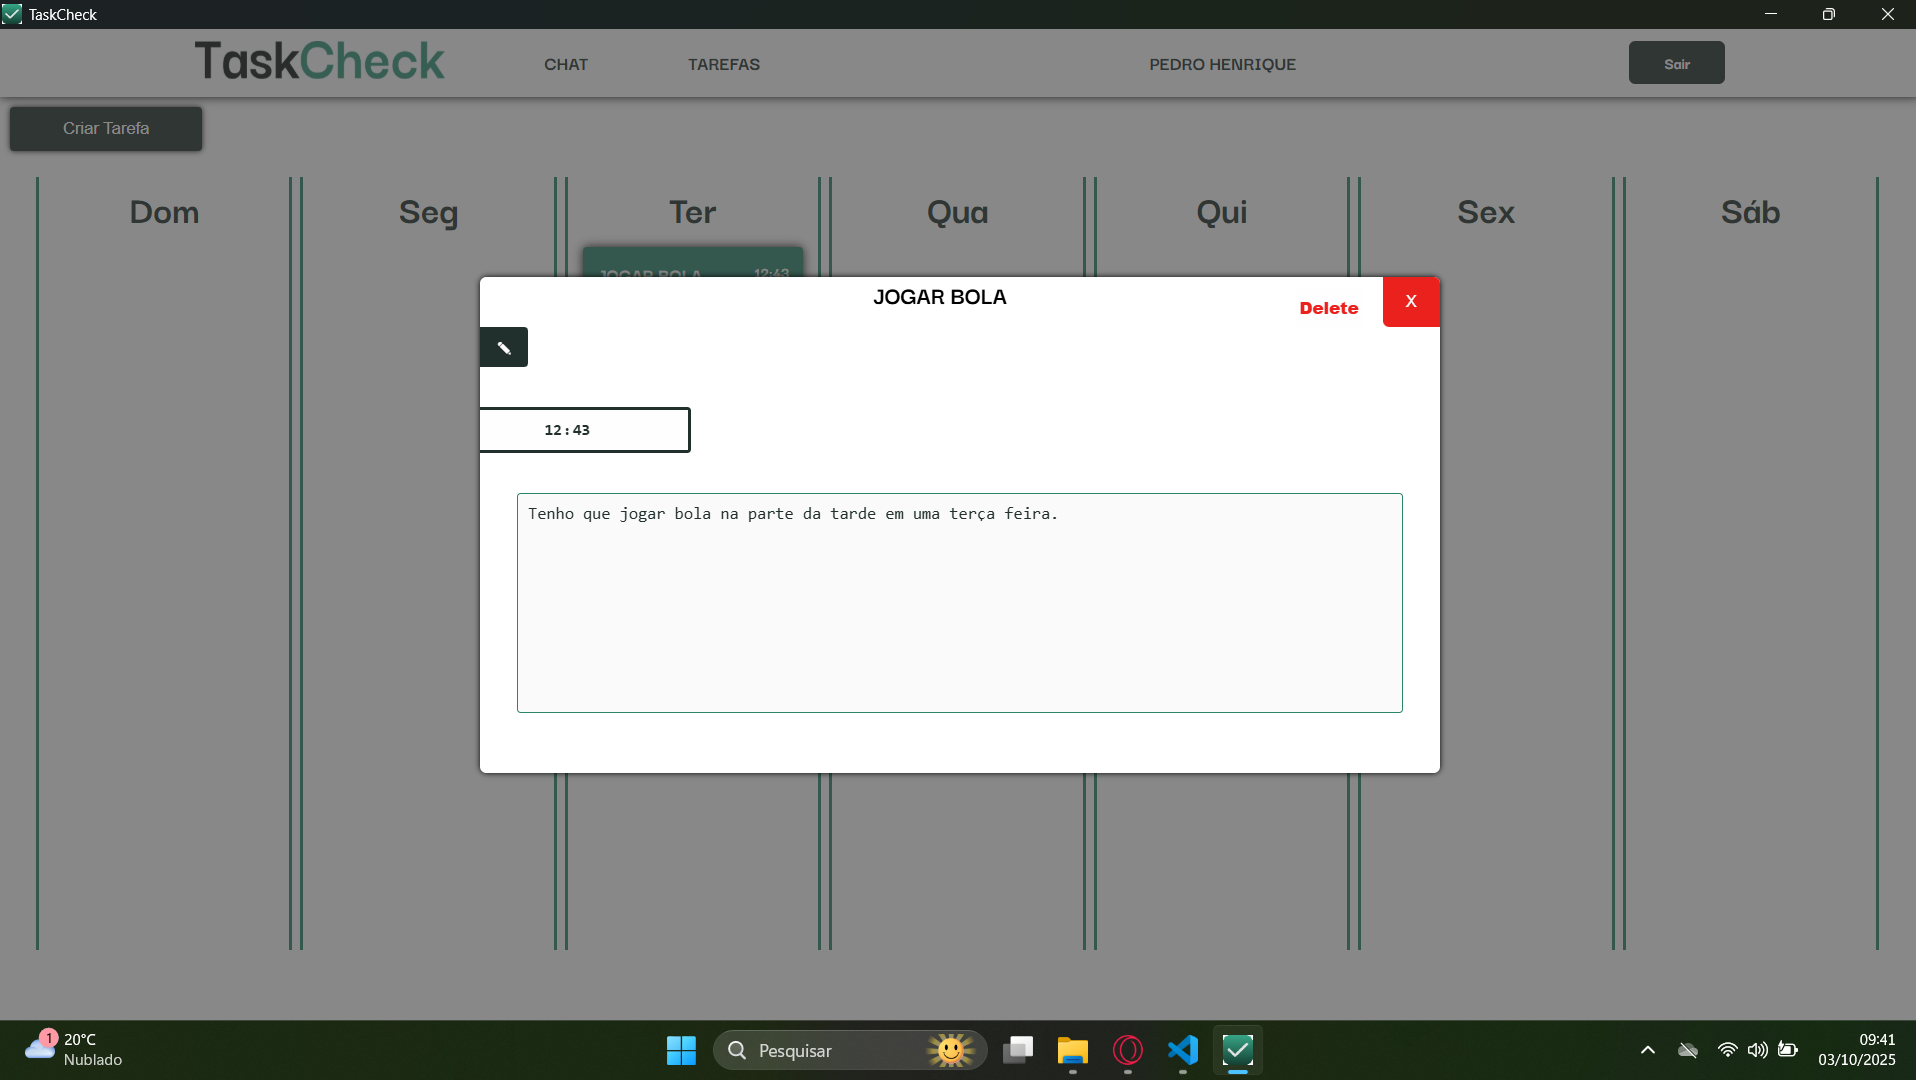 TaskCheck
TaskCheck
CHAT
TAREFAS
PEDRO HENRIQUE
Sair
Criar Tarefa
Dom
Seg
Ter
Qua
Qui
Sex
Sáb
JOGAR BOLA 12:43
JOGAR BOLA
Delete
X
12:43
Tenho que jogar bola na parte da tarde em uma terça feira.
1
20°C
Nublado
Pesquisar
09:41
03/10/2025